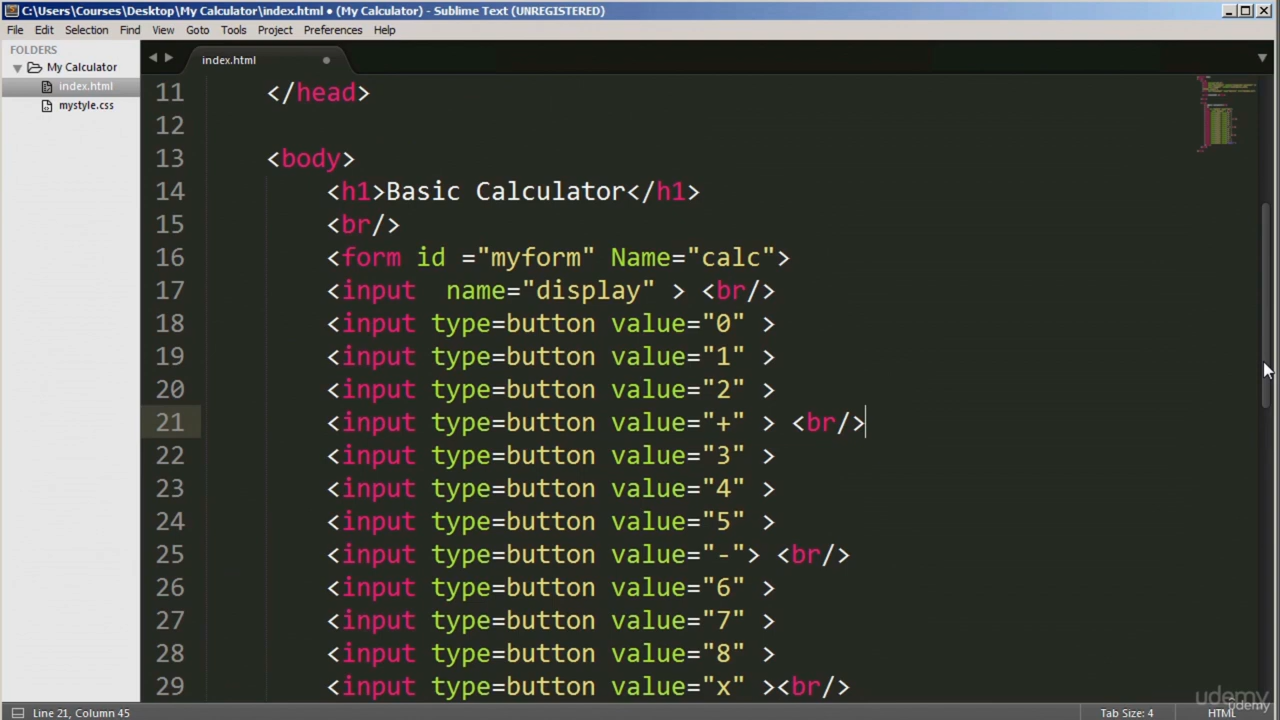 C:\Users\Courses\Desktop\My Calculator\index.html • (My Calculator) - Sublime Text (UNREGISTERED)
File Edit Selection Find View Goto Tools Project Preferences Help
FOLDERS
My Calculator
index.html
mystyle.css
index.html
11 </head>
12
13 <body>
14 <h1>Basic Calculator</h1>
15 <br/>
16 <form id ="myform" Name="calc">
17 <input  name="display" > <br/>
18 <input type=button value="0" >
19 <input type=button value="1" >
20 <input type=button value="2" >
21 <input type=button value="+" > <br/>
22 <input type=button value="3" >
23 <input type=button value="4" >
24 <input type=button value="5" >
25 <input type=button value="-"> <br/>
26 <input type=button value="6" >
27 <input type=button value="7" >
28 <input type=button value="8" >
29 <input type=button value="x" ><br/>
udemy
udemy
Line 21, Column 45
Tab Size: 4
HTML